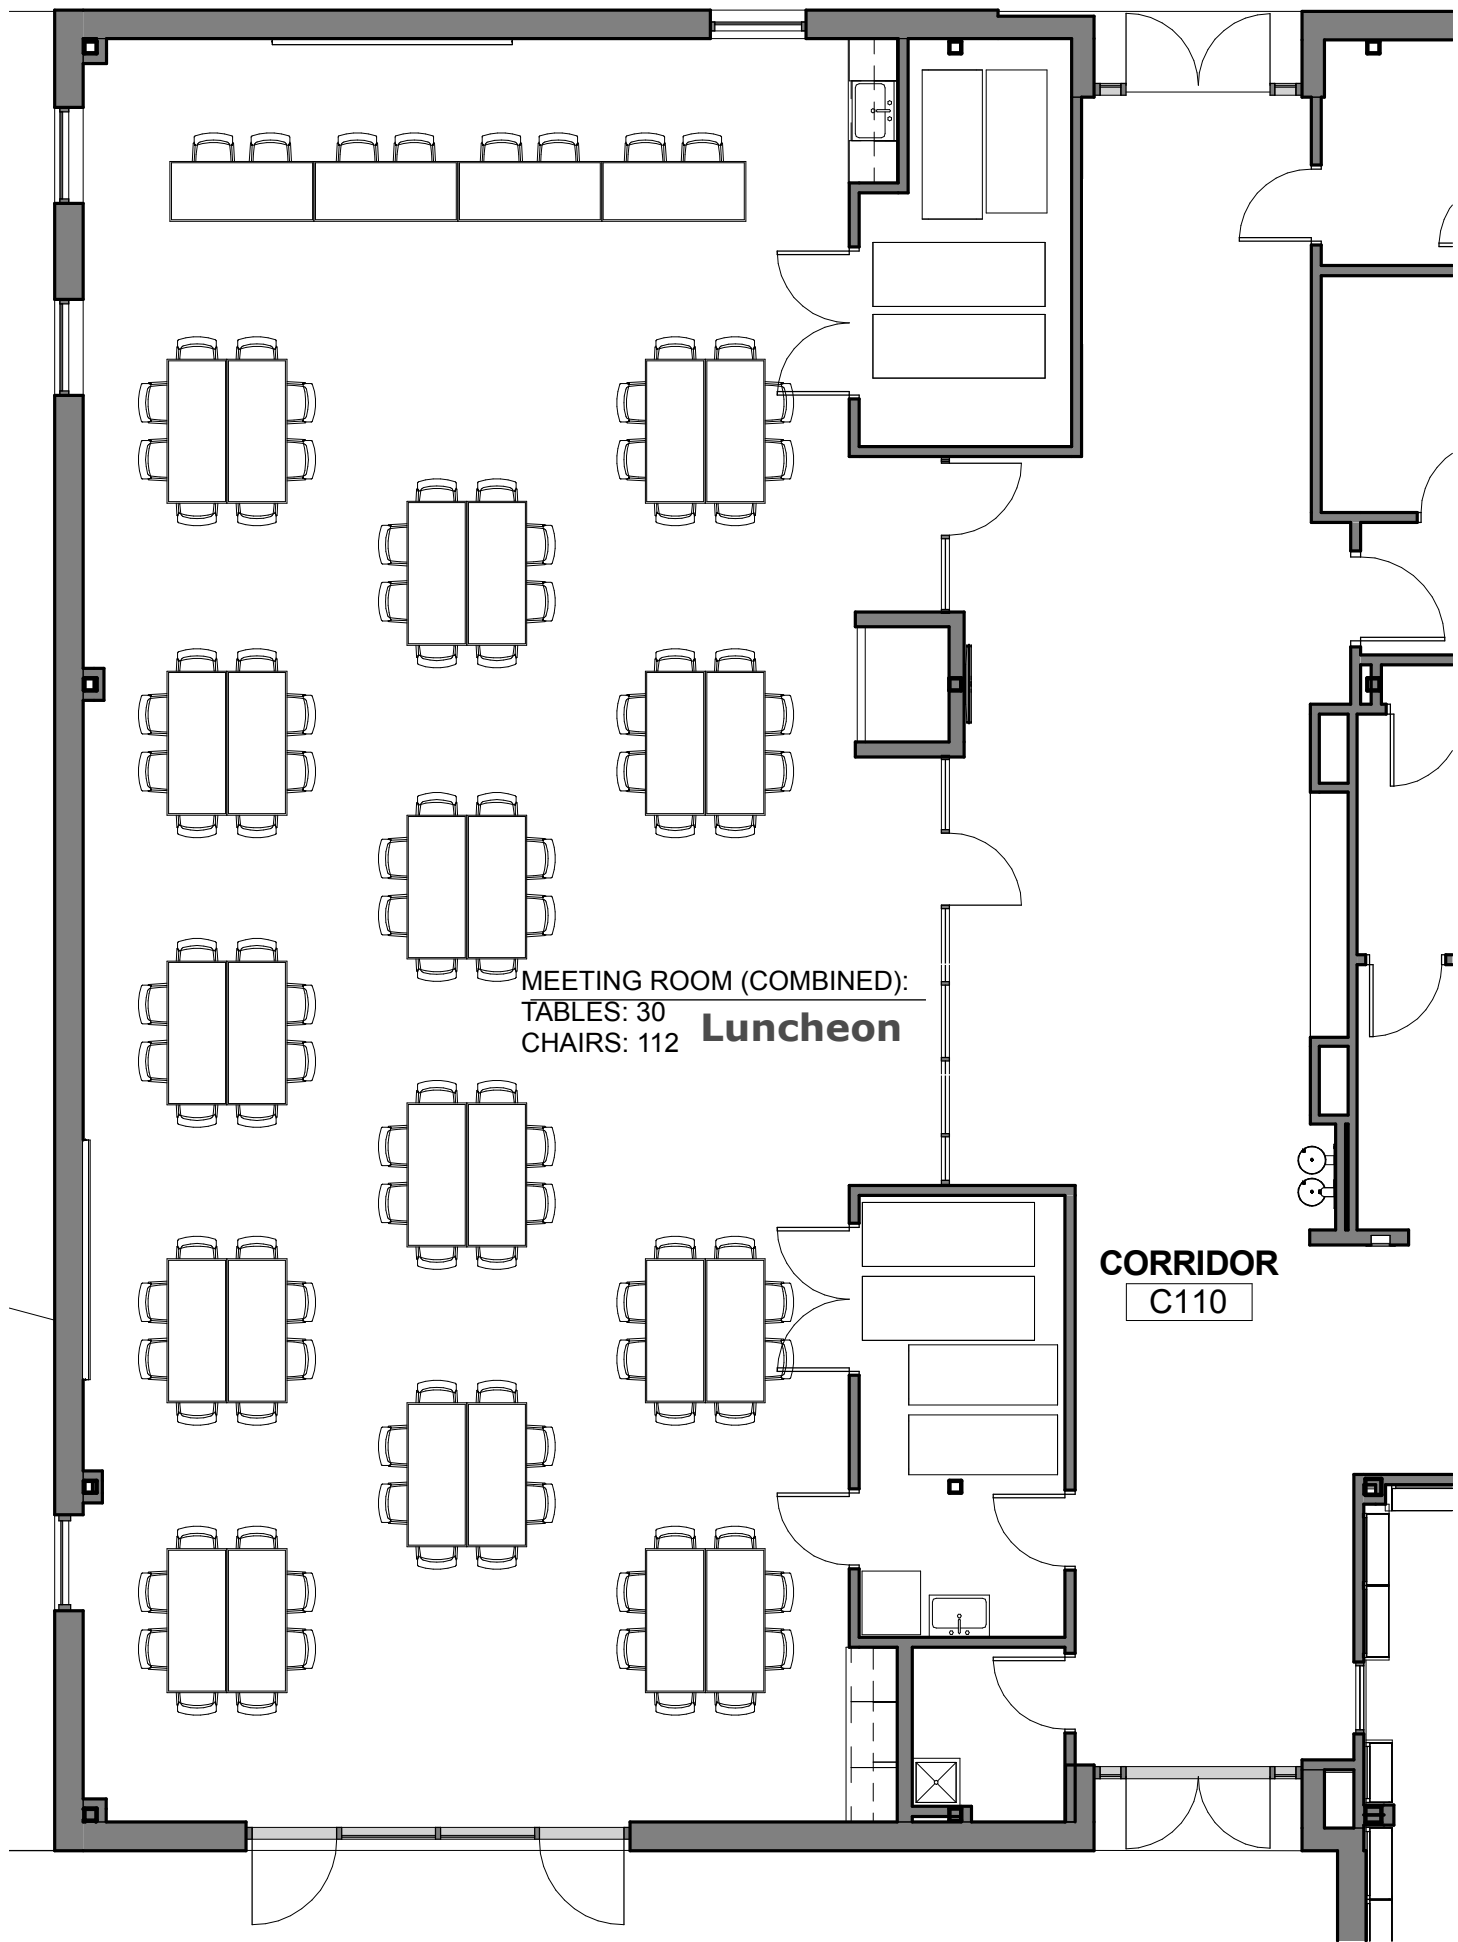 MEETING ROOM (COMBINED):
TABLES: 30
CHAIRS: 112
Luncheon
CORRIDOR
C110